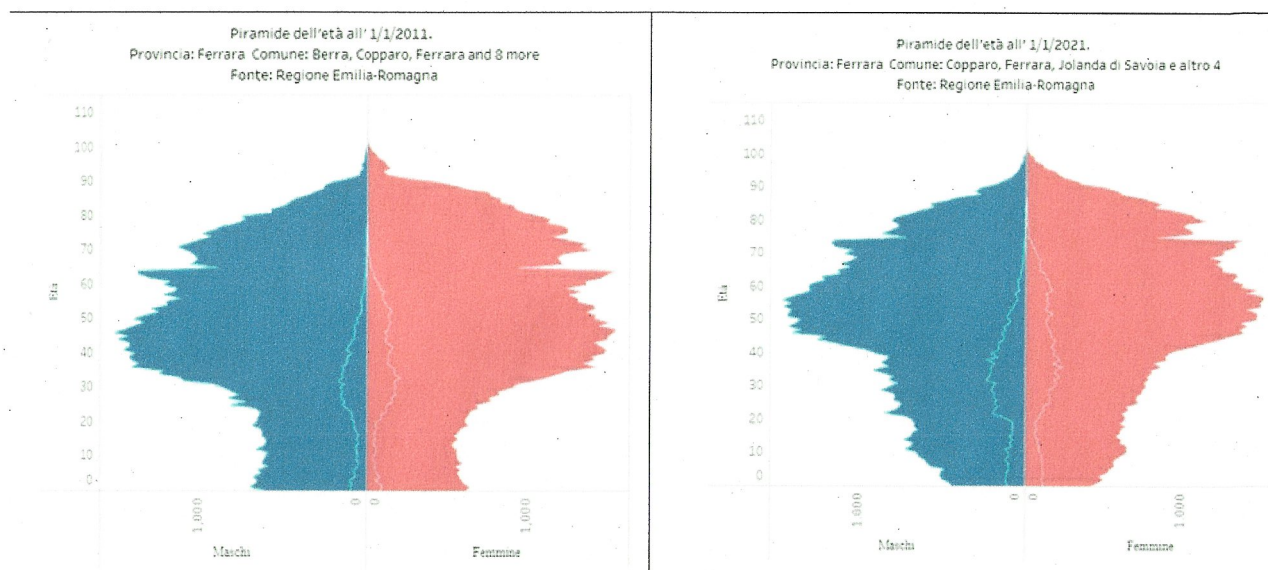 Piramide dell'età all' 1/1/2011.
Provincia: Ferrara Comune: Berra, Copparo, Ferrara and 8 more
Fonte: Regione Emilia-Romagna
110
100
90
80
70
60
50
40
30
20
10
0
Età
1.000
0
0
1.000
Maschi
Femmine
Piramide dell'età all' 1/1/2021.
Provincia: Ferrara Comune: Copparo, Ferrara, Jolanda di Savoia e altro 4
Fonte: Regione Emilia-Romagna
110
100
90
80
70
60
50
40
30
20
10
0
Età
1.000
0
0
1.000
Maschi
Femmine